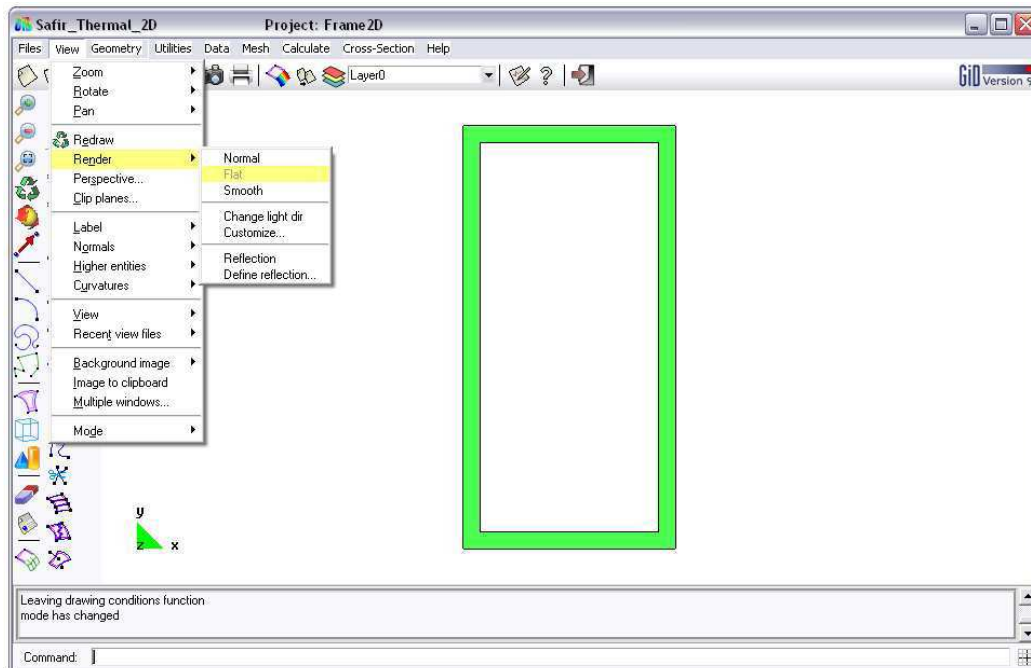 Safir_Thermal_2D Project: Frame2D
Files View Geometry Utilities Data Mesh Calculate Cross-Section Help
Layer0
GiD Version 9
Zoom
Rotate
Pan
Redraw
Render
Perspective...
Clip planes...
Label
Normals
Higher entities
Curvatures
View
Recent view files
Background image
Image to clipboard
Multiple windows...
Mode
Normal
Flat
Smooth
Change light dir
Customize...
Reflection
Define reflection...
y
z x
Leaving drawing conditions function
mode has changed
Command: